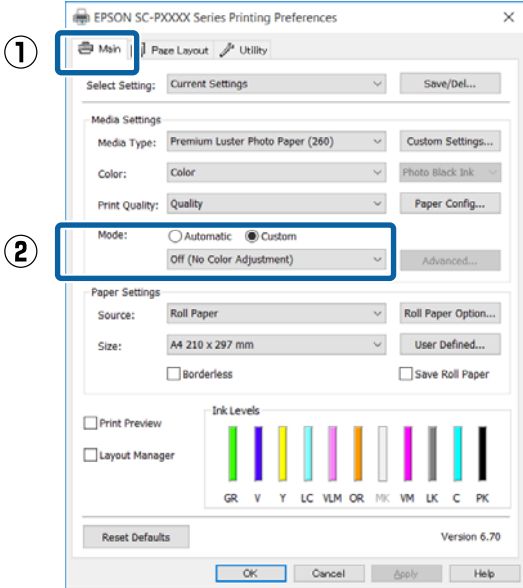 EPSON SC-PXXXX Series Printing Preferences
1
Main Page Layout Utility
Select Setting: Current Settings Save/Del...
Media Settings
Media Type: Premium Luster Photo Paper (260) Custom Settings...
Color: Color Photo Black Ink
Print Quality: Quality Paper Config...
2
Mode: Automatic Custom
Off (No Color Adjustment) Advanced...
Paper Settings
Source: Roll Paper Roll Paper Option...
Size: A4 210 x 297 mm User Defined...
Borderless Save Roll Paper
Ink Levels
Print Preview
Layout Manager
GR V Y LC VLM OR MK VM LK C PK
Reset Defaults Version 6.70
OK Cancel Apply Help